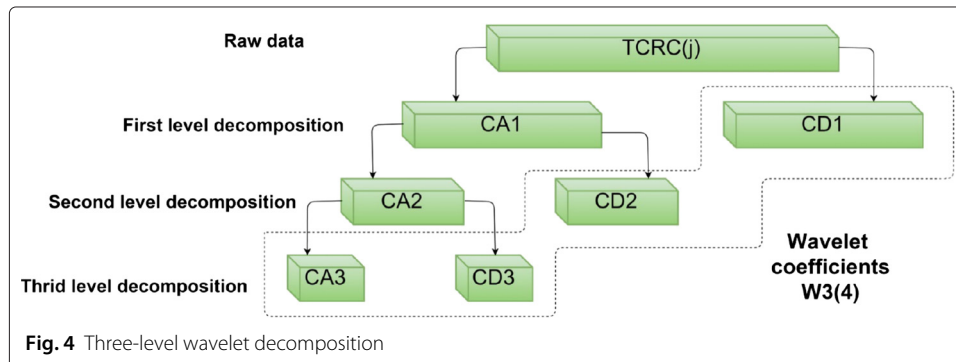 Raw data
TCRC(j)
First level decomposition
CA1
CD1
Second level decomposition
CA2
CD2
Thrid level decomposition
CA3
CD3
Wavelet
coefficients
W3(4)
Fig. 4 Three-level wavelet decomposition